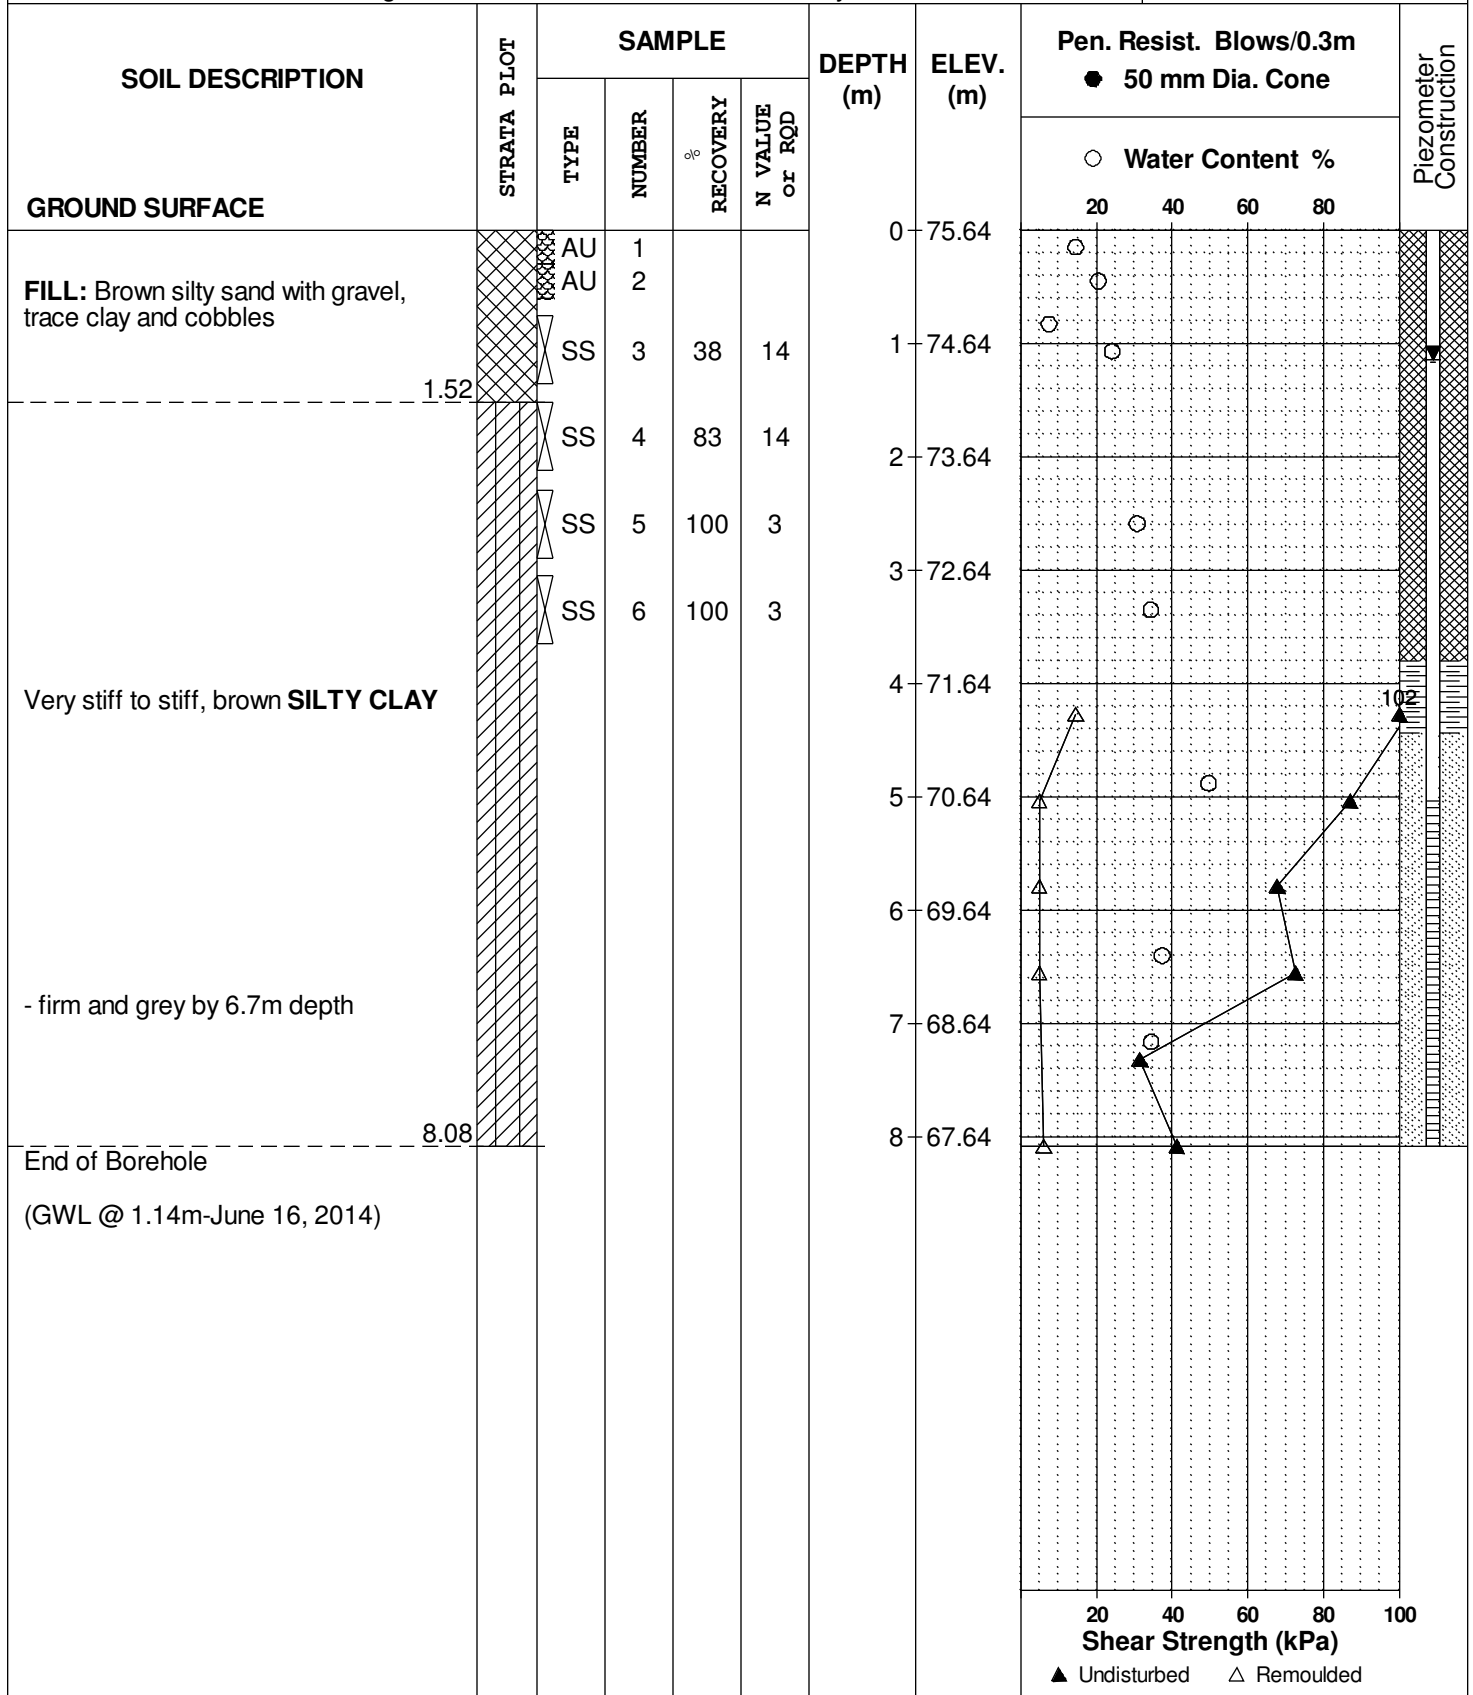 SOIL DESCRIPTION
GROUND SURFACE
STRATA PLOT
SAMPLE
TYPE
NUMBER
%
RECOVERY
N VALUE
or RQD
DEPTH
(m)
ELEV.
(m)
Pen. Resist. Blows/0.3m
50 mm Dia. Cone
Water Content %
20 40 60 80
Piezometer
Construction
0 75.64
AU 1
AU 2
FILL: Brown silty sand with gravel,
trace clay and cobbles
SS 3 38 14
1 74.64
1.52
SS 4 83 14
2 73.64
SS 5 100 3
3 72.64
SS 6 100 3
4 71.64
Very stiff to stiff, brown SILTY CLAY
102
5 70.64
6 69.64
- firm and grey by 6.7m depth
7 68.64
8.08
8 67.64
End of Borehole
(GWL @ 1.14m-June 16, 2014)
20 40 60 80 100
Shear Strength (kPa)
Undisturbed Remoulded